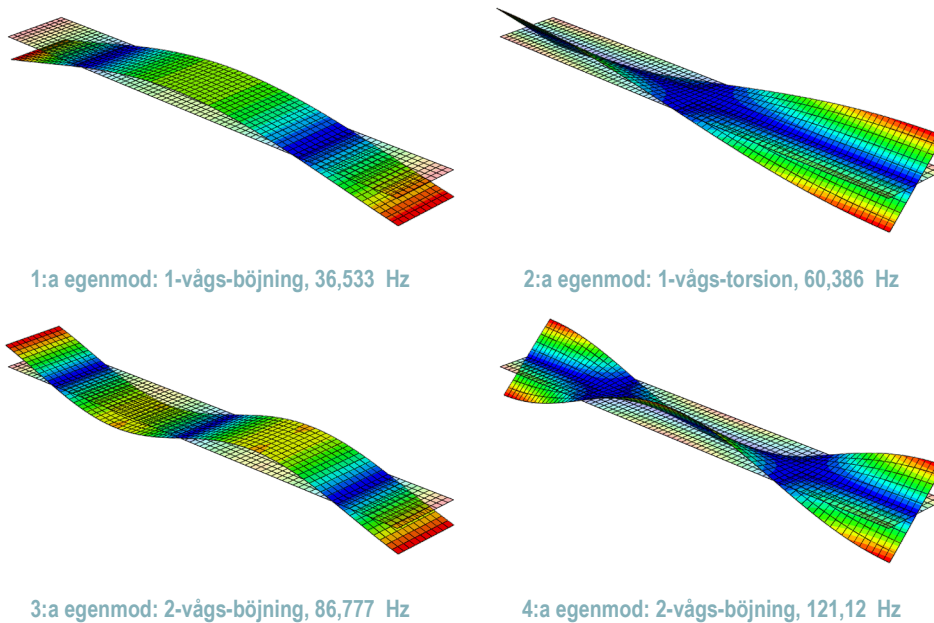 1:a egenmod: 1-vågs-böjning, 36,533 Hz
2:a egenmod: 1-vågs-torsion, 60,386 Hz
3:a egenmod: 2-vågs-böjning, 86,777 Hz
4:a egenmod: 2-vågs-böjning, 121,12 Hz